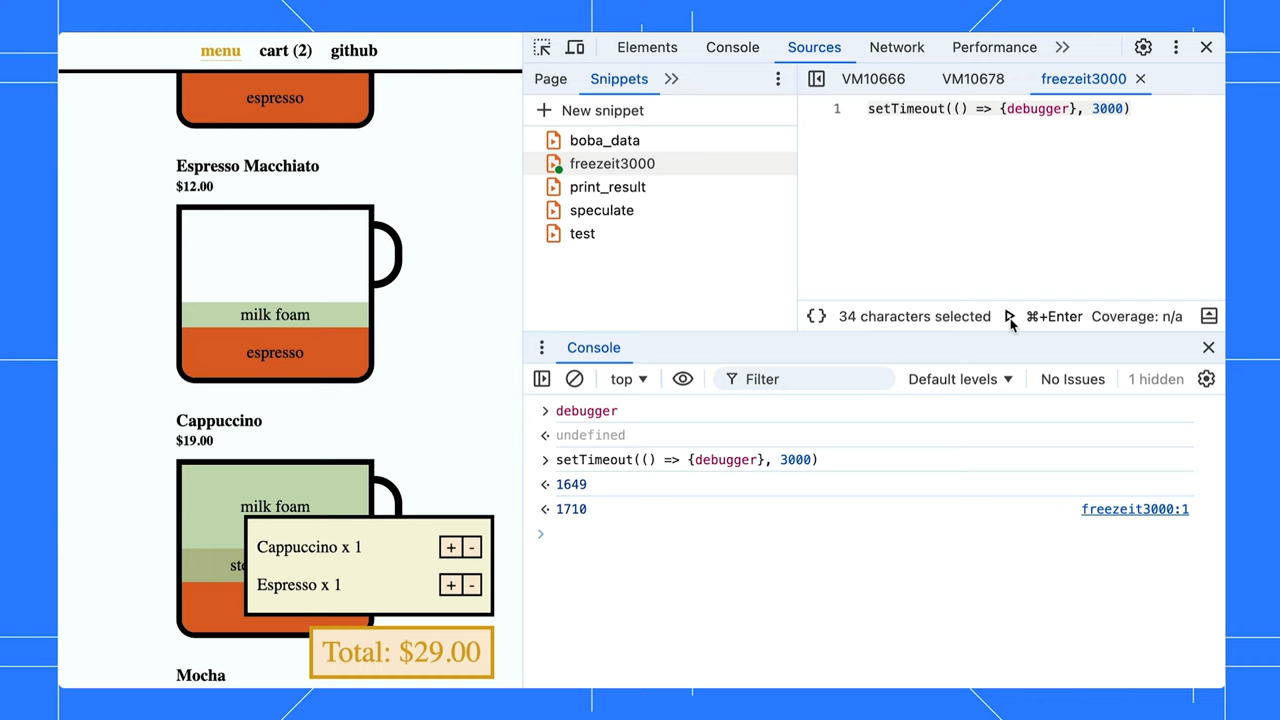 menu cart (2) github
espresso
Espresso Macchiato
$12.00
milk foam
espresso
Cappuccino
$19.00
milk foam
Cappuccino x 1 + -
Espresso x 1 + -
Total: $29.00
Mocha
Elements Console Sources Network Performance
Page Snippets
New snippet
boba_data
freezeit3000
print_result
speculate
test
VM10666 VM10678 freezeit3000
1 setTimeout(() => {debugger}, 3000)
{} 34 characters selected ⌘+Enter Coverage: n/a
Console
top Filter Default levels No Issues 1 hidden
debugger
undefined
setTimeout(() => {debugger}, 3000)
1649
1710 freezeit3000:1